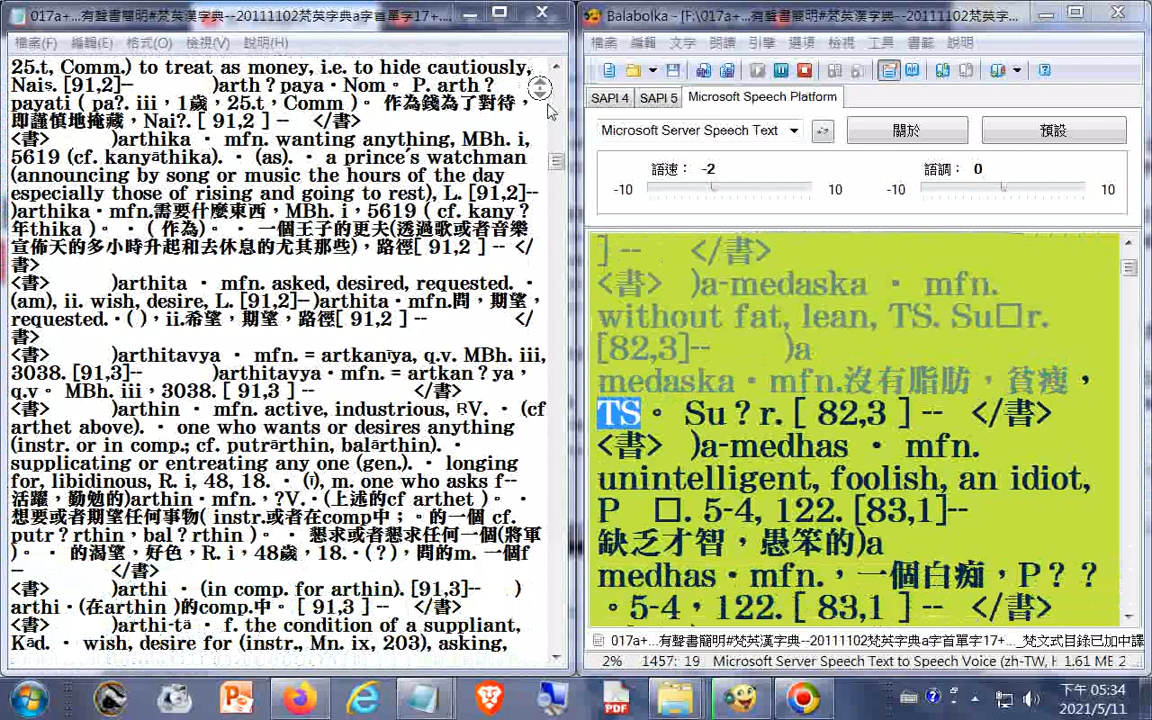 有聲書簡明#梵英漢字典--20111102梵英字典a字首單字17+...
檔案(F) 編輯(E) 格式(O) 檢視(V) 說明(H)
25.t, Comm.) to treat as money, i.e. to hide cautiously,
Naiṣ. [91,2]-- )arth ? paya・Nom。 P. arth ?
payati ( pa?. iii，1歲，25.t，Comm )。 作為錢為了對待，
即謹慎地掩藏，Nai?. [ 91,2 ] -- </書>
<書> )arthika ・ mfn. wanting anything, MBh. i,
5619 (cf. kanyāthika). ・ (as). ・ a prince's watchman
(announcing by song or music the hours of the day
especially those of rising and going to rest), L. [91,2]--
)arthika・mfn.需要什麼東西，MBh. i，5619 ( cf. kany ?
年thika )。 ・ ( 作為)。 ・ 一個王子的更夫(透過歌或者音樂
宣佈天的多小時升起和去休息的尤其那些)，路徑[ 91,2 ] -- </
書>
<書> )arthita ・ mfn. asked, desired, requested. ・
(am), ii. wish, desire, L. [91,2]-- )arthita・mfn.問，期望，
requested.・( )，ii.希望，期望，路徑[ 91,2 ] -- </
書>
<書> )arthitavya ・ mfn. = artkanīya, q.v. MBh. iii,
3038. [91,3]-- )arthitavya・mfn. = artkan ? ya，
q.v。 MBh. iii，3038. [ 91,3 ] -- </書>
<書> )arthin ・ mfn. active, industrious, RV. ・ (cf
arthet above). ・ one who wants or desires anything
(instr. or in comp.; cf. putrārthin, balārthin). ・
supplicating or entreating any one (gen.). ・ longing
for, libidinous, R. i, 48, 18. ・ (ī), m. one who asks f--
活躍，勤勉的)arthin・mfn.，?V.・(上述的cf arthet )。・
想要或者期望任何事物( instr.或者在comp中；。的一個 cf.
putr ? rthin，bal ? rthin )。 ・ 懇求或者懇求任何一個(將軍
)。・ 的渴望，好色，R. i，48歲，18.・(？)，問的m. 一個f
-- </書>
<書> )arthi ・ (in comp. for arthin). [91,3]-- )
arthi・(在arthin )的comp.中。 [ 91,3 ] -- </書>
<書> )arthi-tā ・ f. the condition of a suppliant,
Kād. ・ wish, desire for (instr., Mn. ix, 203), asking,
Balabolka - [F:\017a+...有聲書簡明#梵英漢字典--20111102梵英字...
檔案 編輯 文字 朗讀 引擎 選項 檢視 工具 書籤 說明
SAPI 4 SAPI 5 Microsoft Speech Platform
Microsoft Server Speech Text 關於 預設
語速： -2 語調： 0
-10 10 -10 10
] -- </書>
<書> )a-medaska ・ mfn.
without fat, lean, TS. Su□r.
[82,3]-- )a
medaska・mfn.沒有脂肪，貧瘦，
TS。 Su ? r. [ 82,3 ] -- </書>
<書> )a-medhas ・ mfn.
unintelligent, foolish, an idiot,
P □. 5-4, 122. [83,1]--
缺乏才智，愚笨的)a
medhas・mfn.，一個白痴，P？？
。5-4，122. [ 83,1 ] -- </書>
017a+...有聲書簡明#梵英漢字典--20111102梵英字典a字首單字17+..._梵文式目錄已加中譯
2% 1457: 19 Microsoft Server Speech Text to Speech Voice (zh-TW, H 1.61 MB 2
下午 05:34
2021/5/11